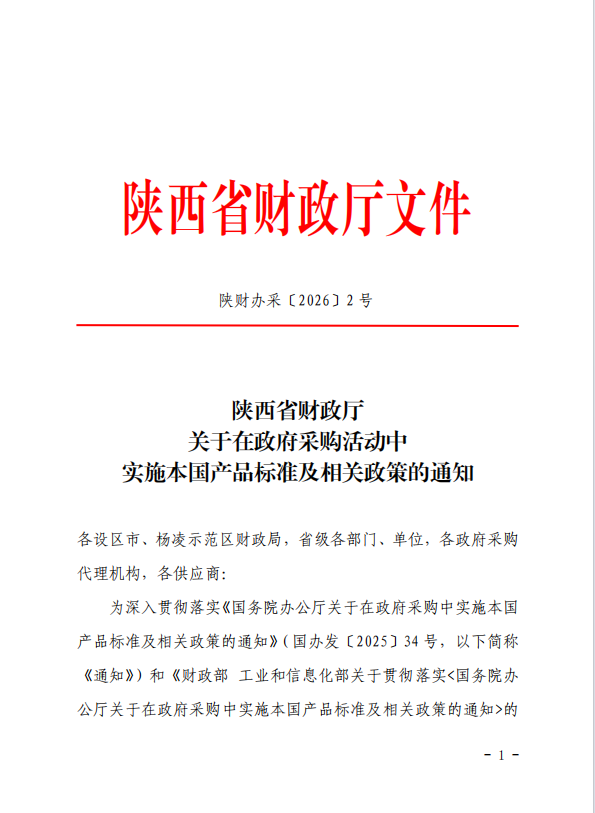 陕西省财政厅文件
陕财办采〔2026〕2 号
陕西省财政厅
关于在政府采购活动中
实施本国产品标准及相关政策的通知
各设区市、杨凌示范区财政局，省级各部门、单位，各政府采购
代理机构，各供应商：
为深入贯彻落实《国务院办公厅关于在政府采购中实施本国
产品标准及相关政策的通知》（国办发〔2025〕34 号，以下简称
《通知》）和《财政部 工业和信息化部关于贯彻落实<国务院办
公厅关于在政府采购中实施本国产品标准及相关政策的通知>的
- 1 -